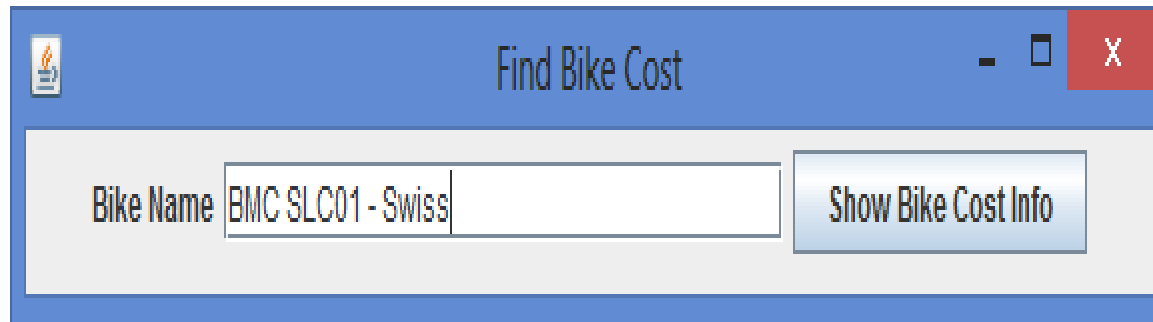 Find Bike Cost
Bike Name BMC SLC01 - Swiss Show Bike Cost Info